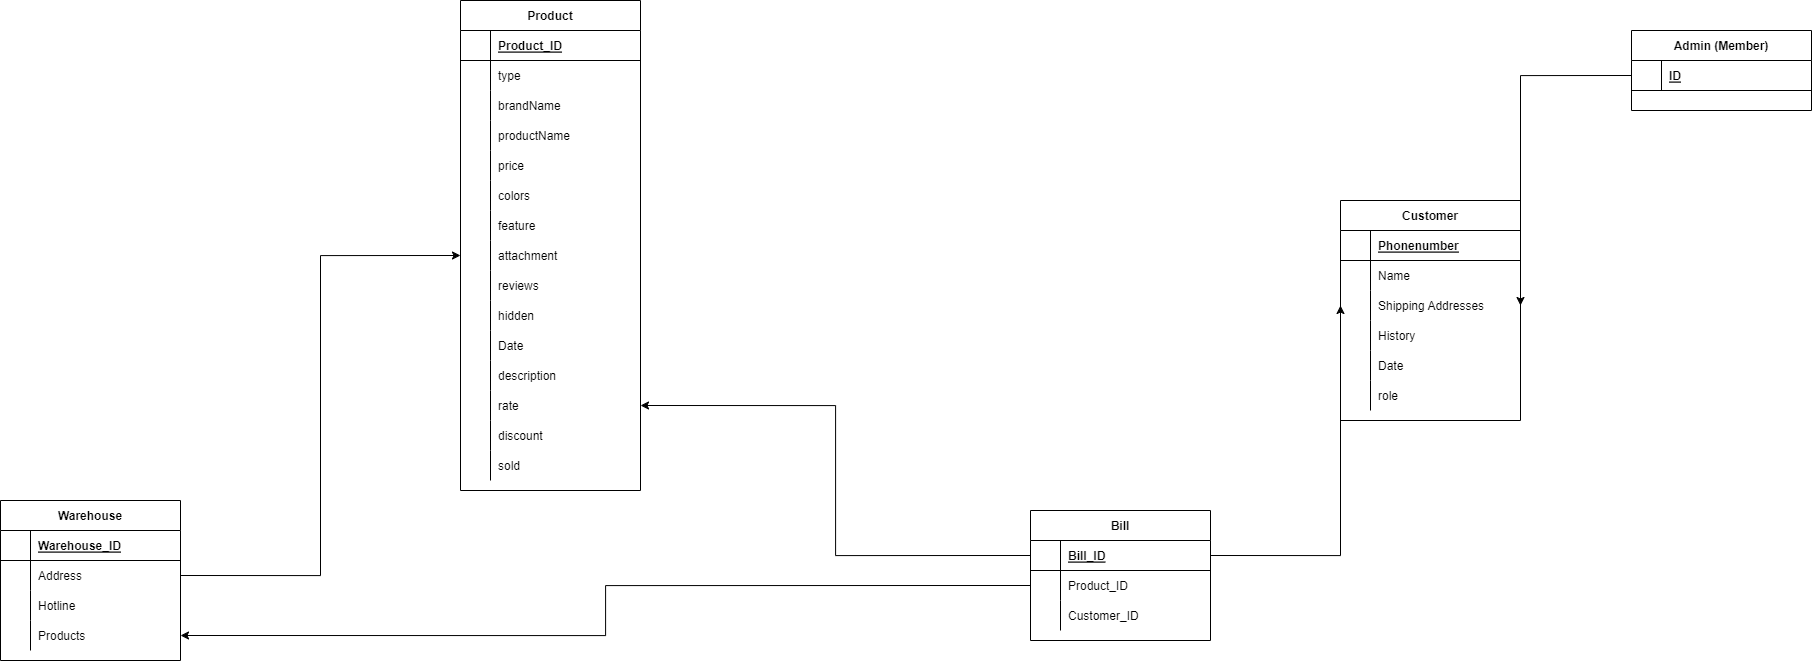 Product
Product_ID
type
brandName
productName
price
colors
feature
attachment
reviews
hidden
Date
description
rate
discount
sold
Admin (Member)
ID
Customer
Phonenumber
Name
Shipping Addresses
History
Date
role
Warehouse
Warehouse_ID
Address
Hotline
Products
Bill
Bill_ID
Product_ID
Customer_ID